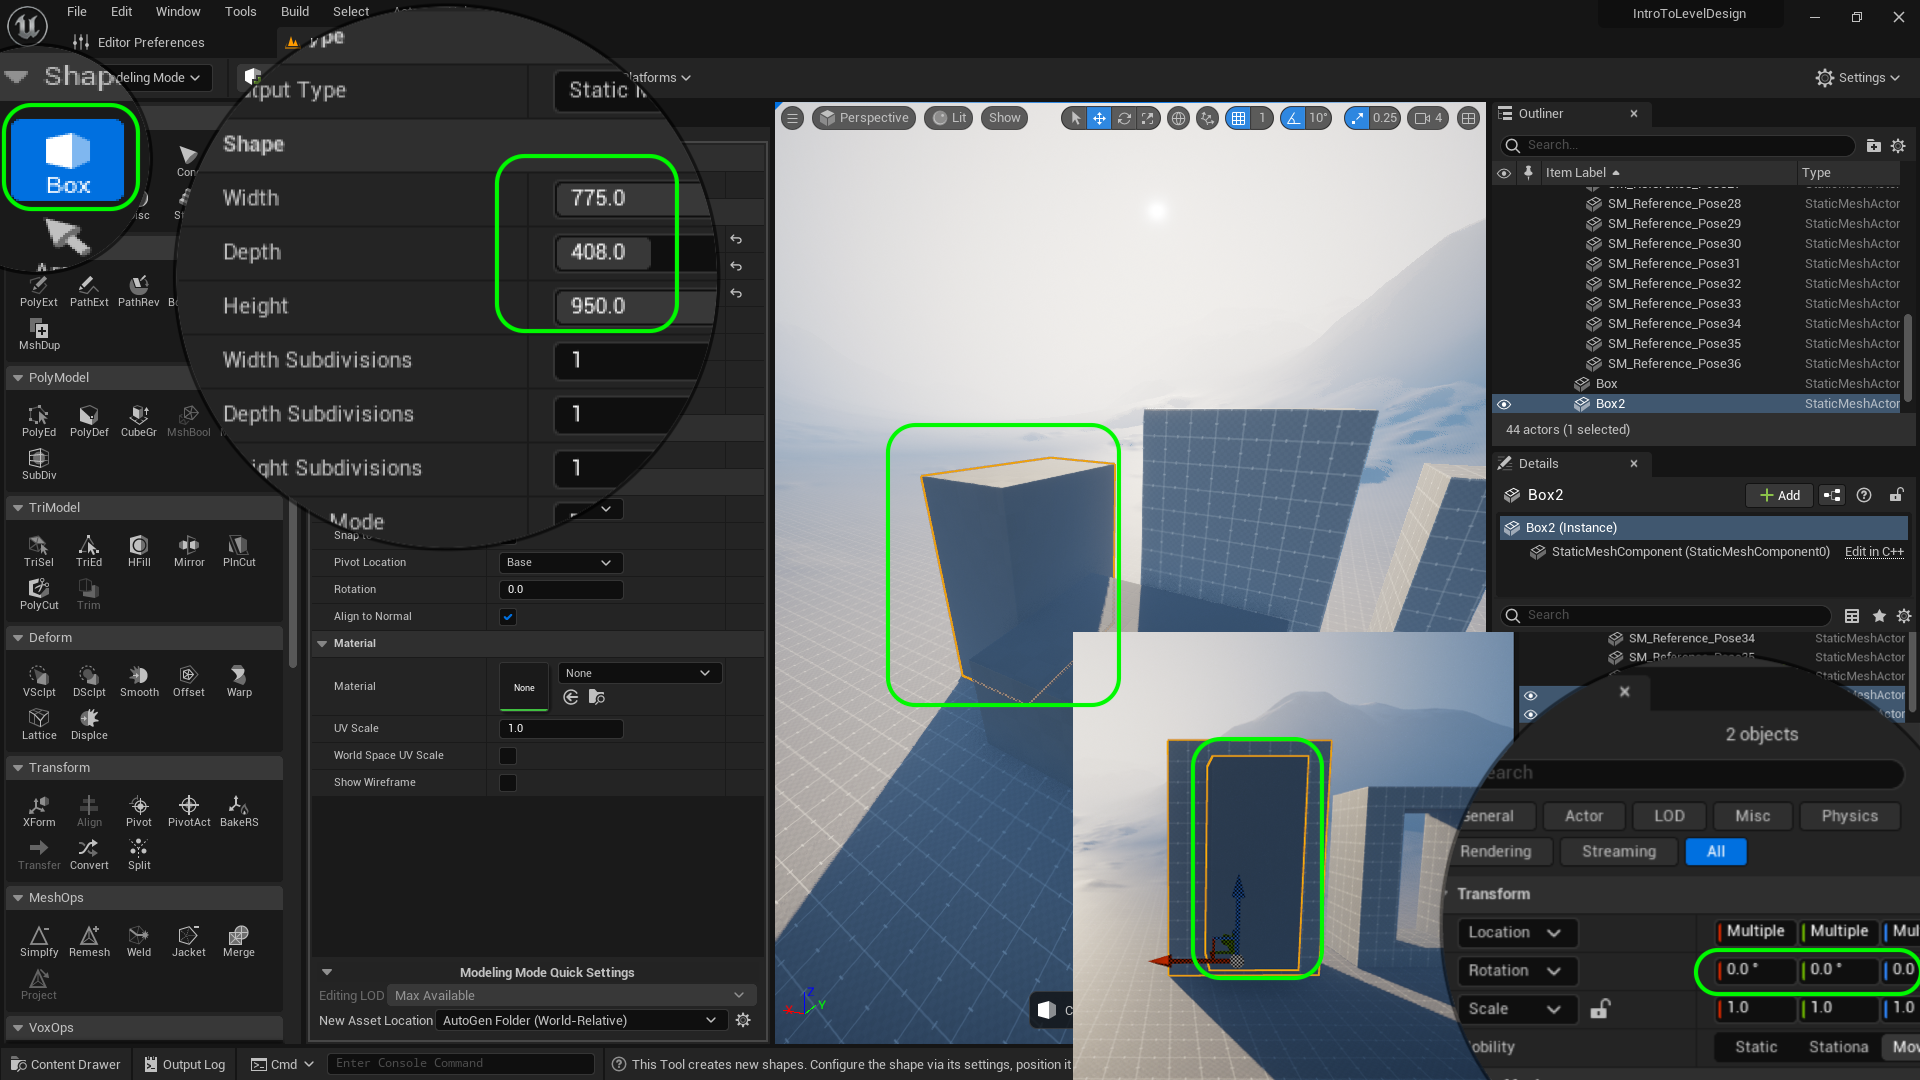 File Edit Window Tools Build Select
IntroToLevelDesign
Editor Preferences
Type
Modeling Mode
Platforms
Settings
Shap
Box
Output Type Static M
Shape
Width 775.0
Depth 408.0
Height 950.0
Width Subdivisions 1
Depth Subdivisions 1
Height Subdivisions 1
Mode
PolyExt PathExt PathRev
MshDup
PolyModel
PolyEd PolyDef CubeGr MshBool
SubDiv
TriModel
TriSel TriEd HFill Mirror PlnCut
PolyCut Trim
Deform
VSclpt DSclpt Smooth Offset Warp
Lattice Displce
Transform
XForm Align Pivot PivotAct BakeRS
Transfer Convert Split
MeshOps
Simplfy Remesh Weld Jacket Merge
Project
VoxOps
Snap to
Pivot Location Base
Rotation 0.0
Align to Normal
Material
Material None None
UV Scale 1.0
World Space UV Scale
Show Wireframe
Modeling Mode Quick Settings
Editing LOD Max Available
New Asset Location AutoGen Folder (World-Relative)
Perspective Lit Show 1 10° 0.25 4
X Z Y
C
Outliner
Search...
Item Label Type
SM_Reference_Pose28 StaticMeshActor
SM_Reference_Pose29 StaticMeshActor
SM_Reference_Pose30 StaticMeshActor
SM_Reference_Pose31 StaticMeshActor
SM_Reference_Pose32 StaticMeshActor
SM_Reference_Pose33 StaticMeshActor
SM_Reference_Pose34 StaticMeshActor
SM_Reference_Pose35 StaticMeshActor
SM_Reference_Pose36 StaticMeshActor
Box StaticMeshActor
Box2 StaticMeshActor
44 actors (1 selected)
Details
Box2 Add
Box2 (Instance)
StaticMeshComponent (StaticMeshComponent0) Edit in C++
Search
SM_Reference_Pose34 StaticMeshActor
StaticMeshActor
2 objects
Search
General Actor LOD Misc Physics
Rendering Streaming All
Transform
Location Multiple Multiple Mul
Rotation 0.0 ° 0.0 ° 0.0
Scale 1.0 1.0 1.0
Mobility Static Stationa Mov
Content Drawer Output Log Cmd Enter Console Command This Tool creates new shapes. Configure the shape via its settings, position it